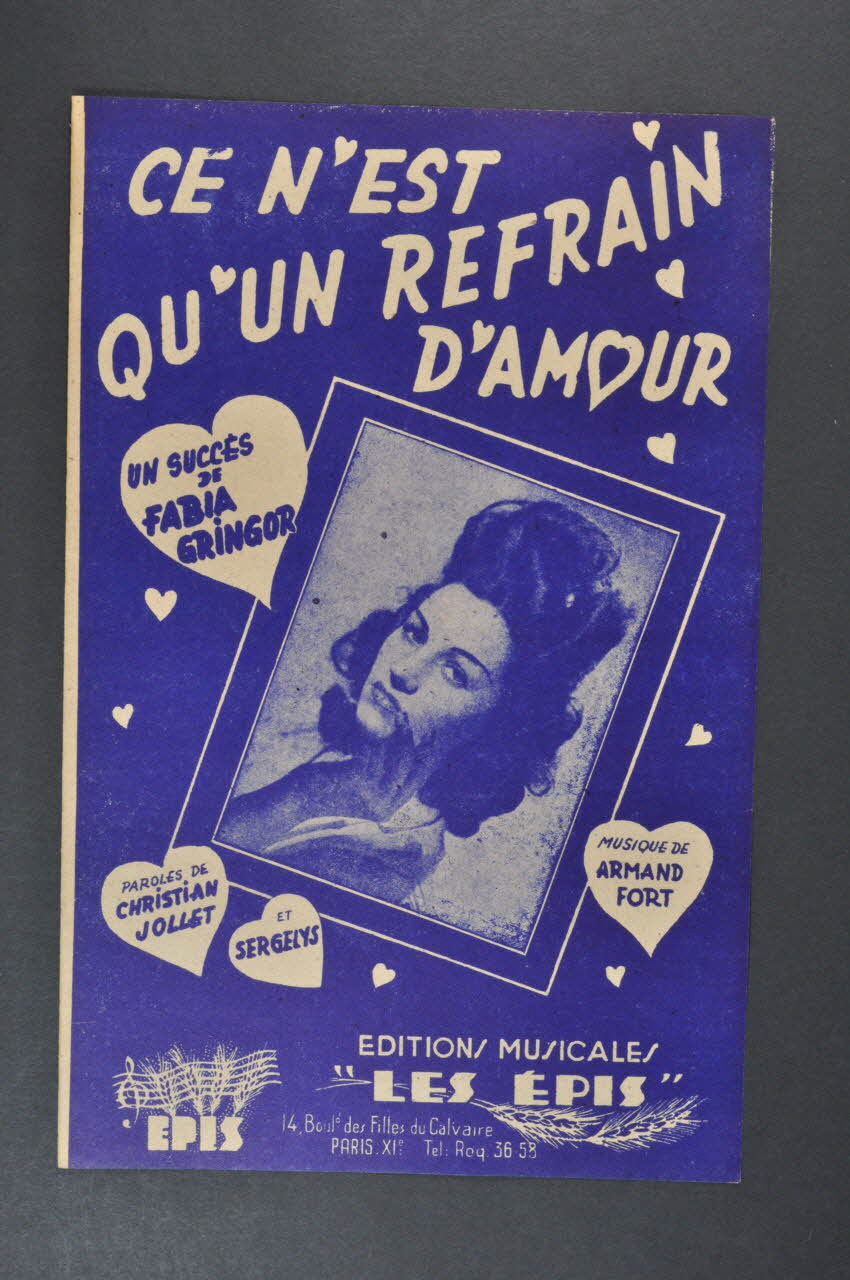 CE N'EST
QU'UN REFRAIN
D'AMOUR
UN SUCCÈS
DE
FABIA
GRINGOR
PAROLES DE
CHRISTIAN
JOLLET
ET
SERGELYS
MUSIQUE DE
ARMAND
FORT
EPIS
EDITIONS MUSICALES
"LES ÉPIS"
14, Boul.d des Filles du Calvaire
PARIS. XIe Tel: Roq. 36 58